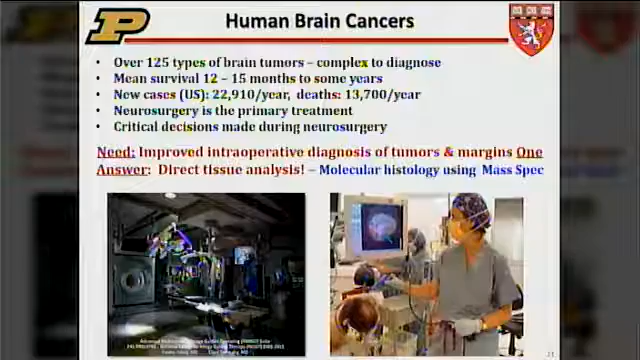 P
Human Brain Cancers
• Over 125 types of brain tumors – complex to diagnose
• Mean survival 12 – 15 months to some years
• New cases (US): 22,910/year, deaths: 13,700/year
• Neurosurgery is the primary treatment
• Critical decisions made during neurosurgery
Need: Improved intraoperative diagnosis of tumors & margins One
Answer: Direct tissue analysis! – Molecular histology using Mass Spec